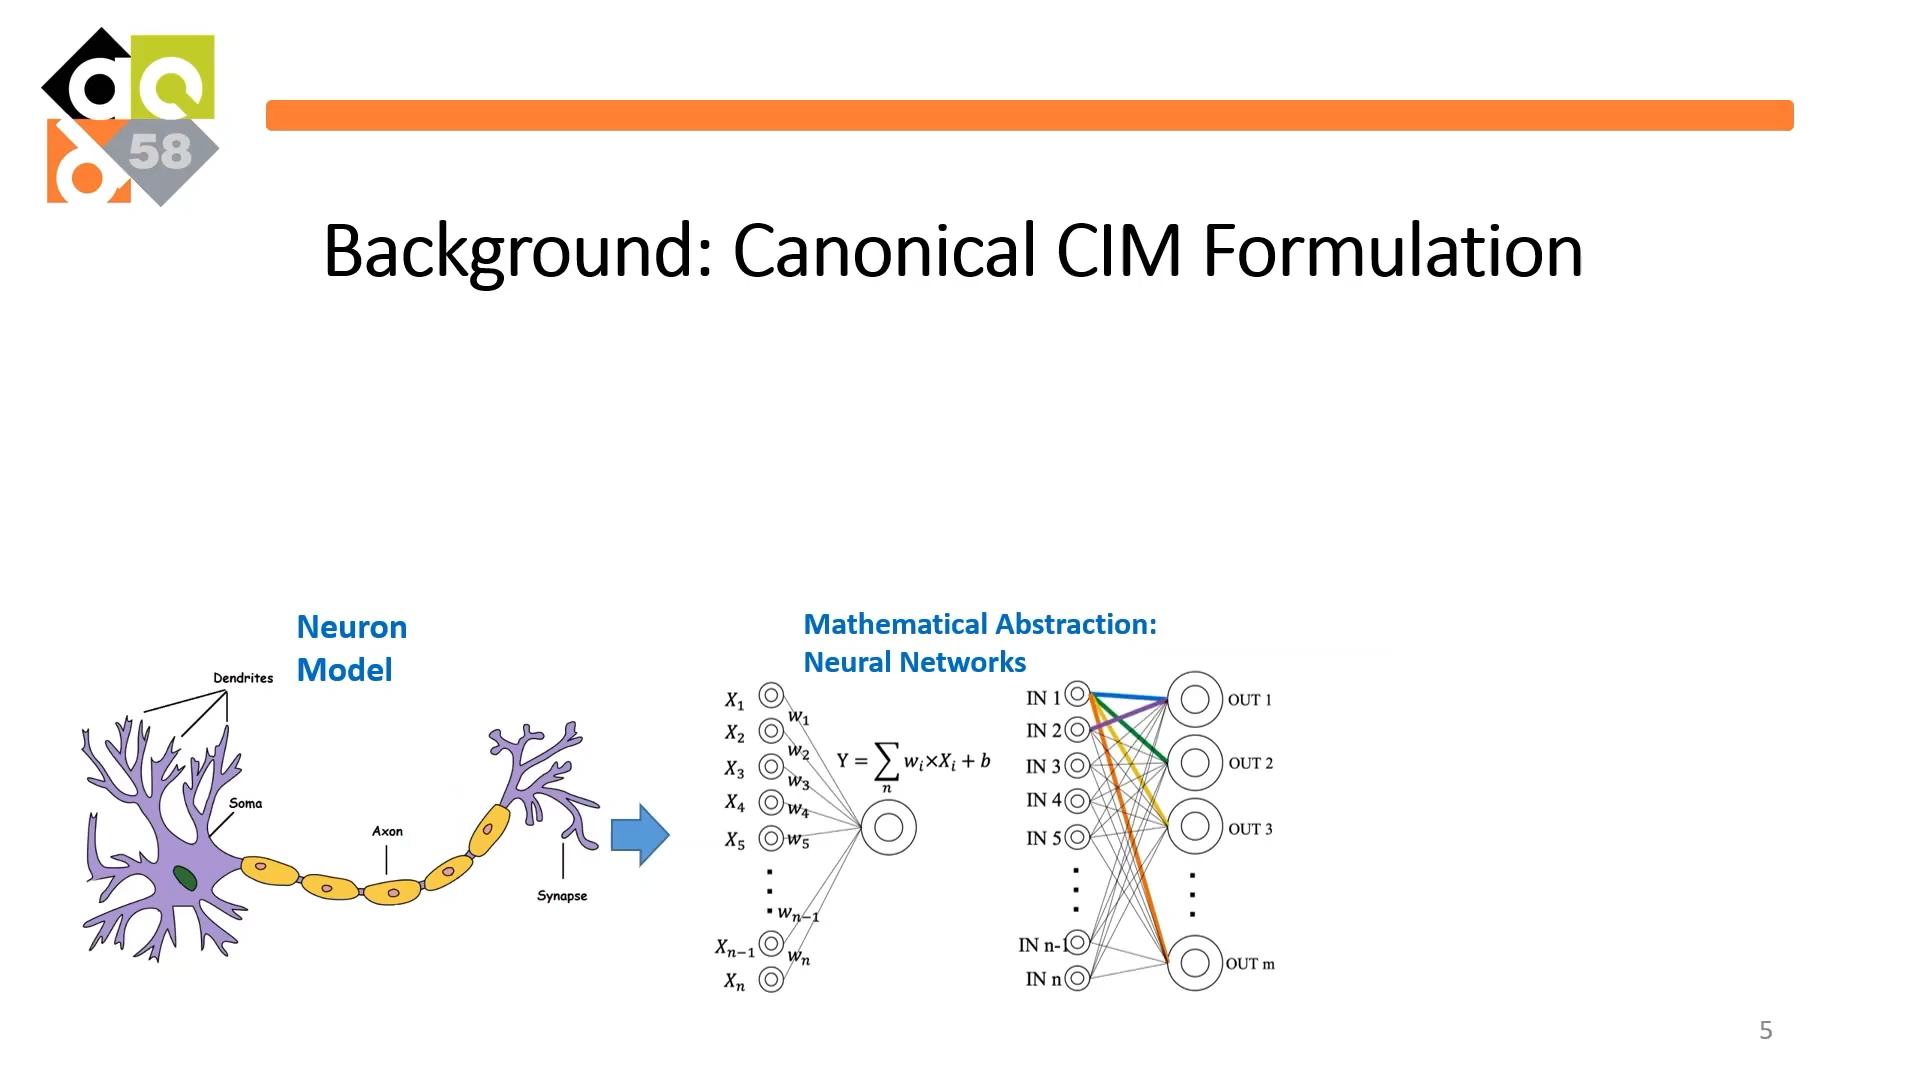 58
Background: Canonical CIM Formulation
Neuron
Model
Dendrites
Soma
Axon
Synapse
Mathematical Abstraction:
Neural Networks
X₁
X₂
X₃
X₄
X₅
Xₙ₋₁
Xₙ
w₁
w₂
w₃
w₄
w₅
wₙ₋₁
wₙ
Y = ∑ₙ wᵢ×Xᵢ + b
IN 1
IN 2
IN 3
IN 4
IN 5
IN n-1
IN n
OUT 1
OUT 2
OUT 3
OUT m
5